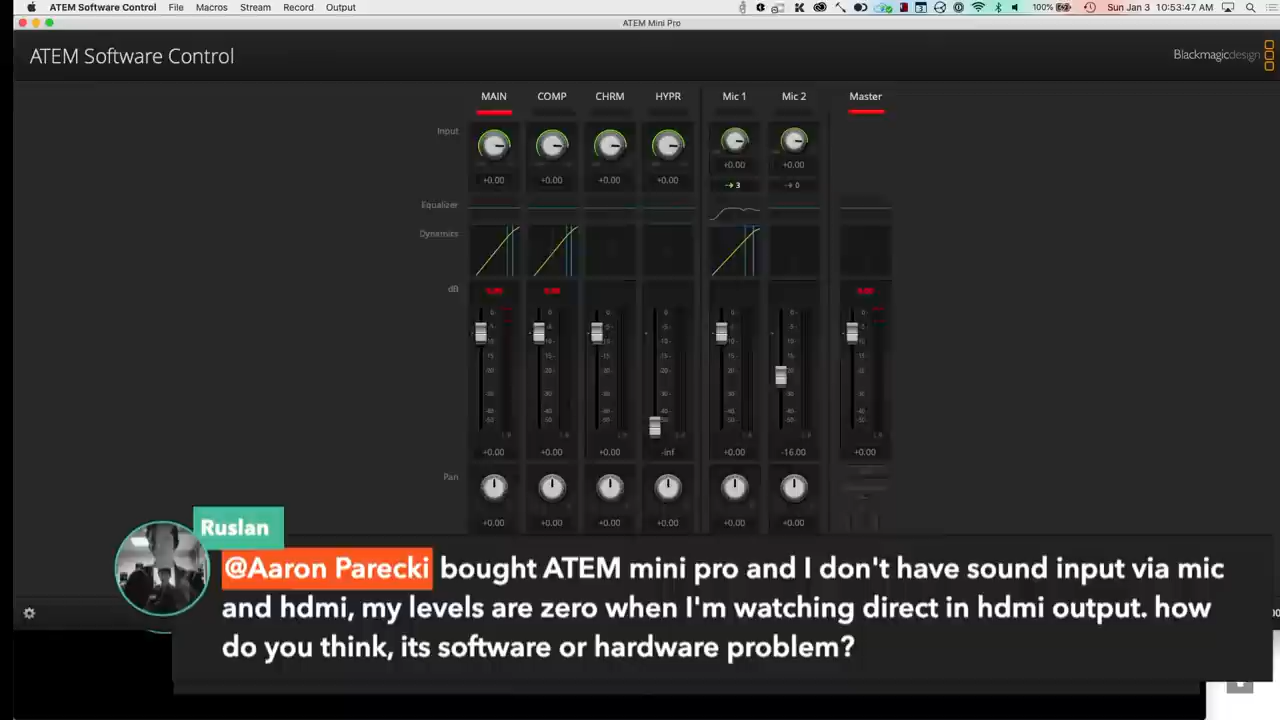 ATEM Software Control File Macros Stream Record Output 100% Sun Jan 3 10:53:47 AM
ATEM Mini Pro
ATEM Software Control
Blackmagicdesign
MAIN COMP CHRM HYPR Mic 1 Mic 2 Master
Input
+0.00 +0.00
+0.00 +0.00 +0.00 +0.00
3 0
Equalizer
Dynamics
dB
0.00 0.00 0.00
+0.00 +0.00 +0.00 -inf +0.00 -16.00 +0.00
Pan
+0.00 +0.00 +0.00 +0.00 +0.00 +0.00
Ruslan
@Aaron Parecki bought ATEM mini pro and I don't have sound input via mic
and hdmi, my levels are zero when I'm watching direct in hdmi output. how
do you think, its software or hardware problem?